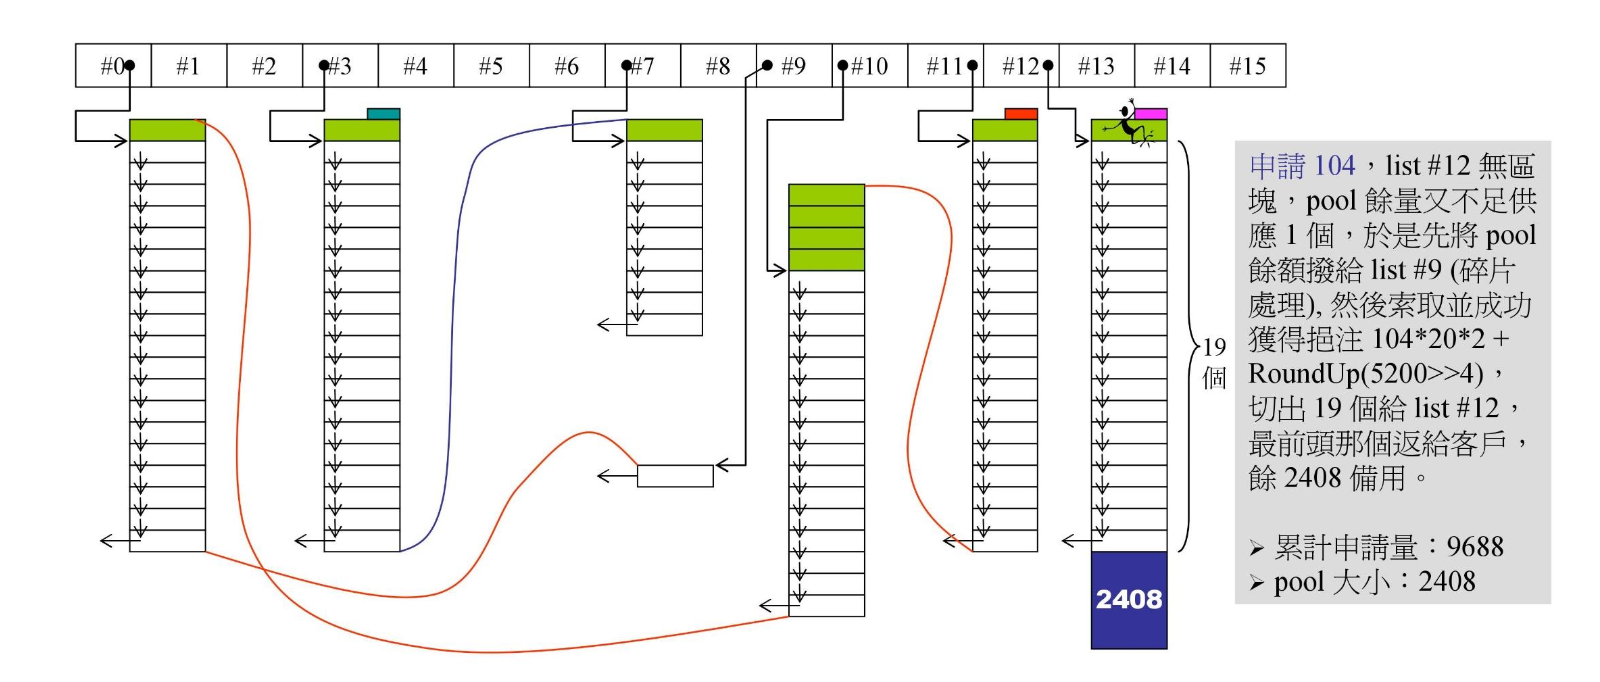 #0 #1 #2 #3 #4 #5 #6 #7 #8 #9 #10 #11 #12 #13 #14 #15
申請 104，list #12 無區
塊，pool 餘量又不足供
應 1 個，於是先將 pool
餘額撥給 list #9 (碎片
處理), 然後索取並成功
獲得挹注 104*20*2 +
RoundUp(5200>>4)，
切出 19 個給 list #12，
最前頭那個返給客戶，
餘 2408 備用。
➢ 累計申請量：9688
➢ pool 大小：2408
19
個
2408